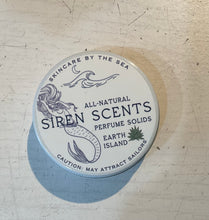 SKINCARE BY THE SEA
ALL-NATURAL
SIREN SCENTS
PERFUME SOLIDS
EARTH
ISLAND
CAUTION: MAY ATTRACT SAILORS